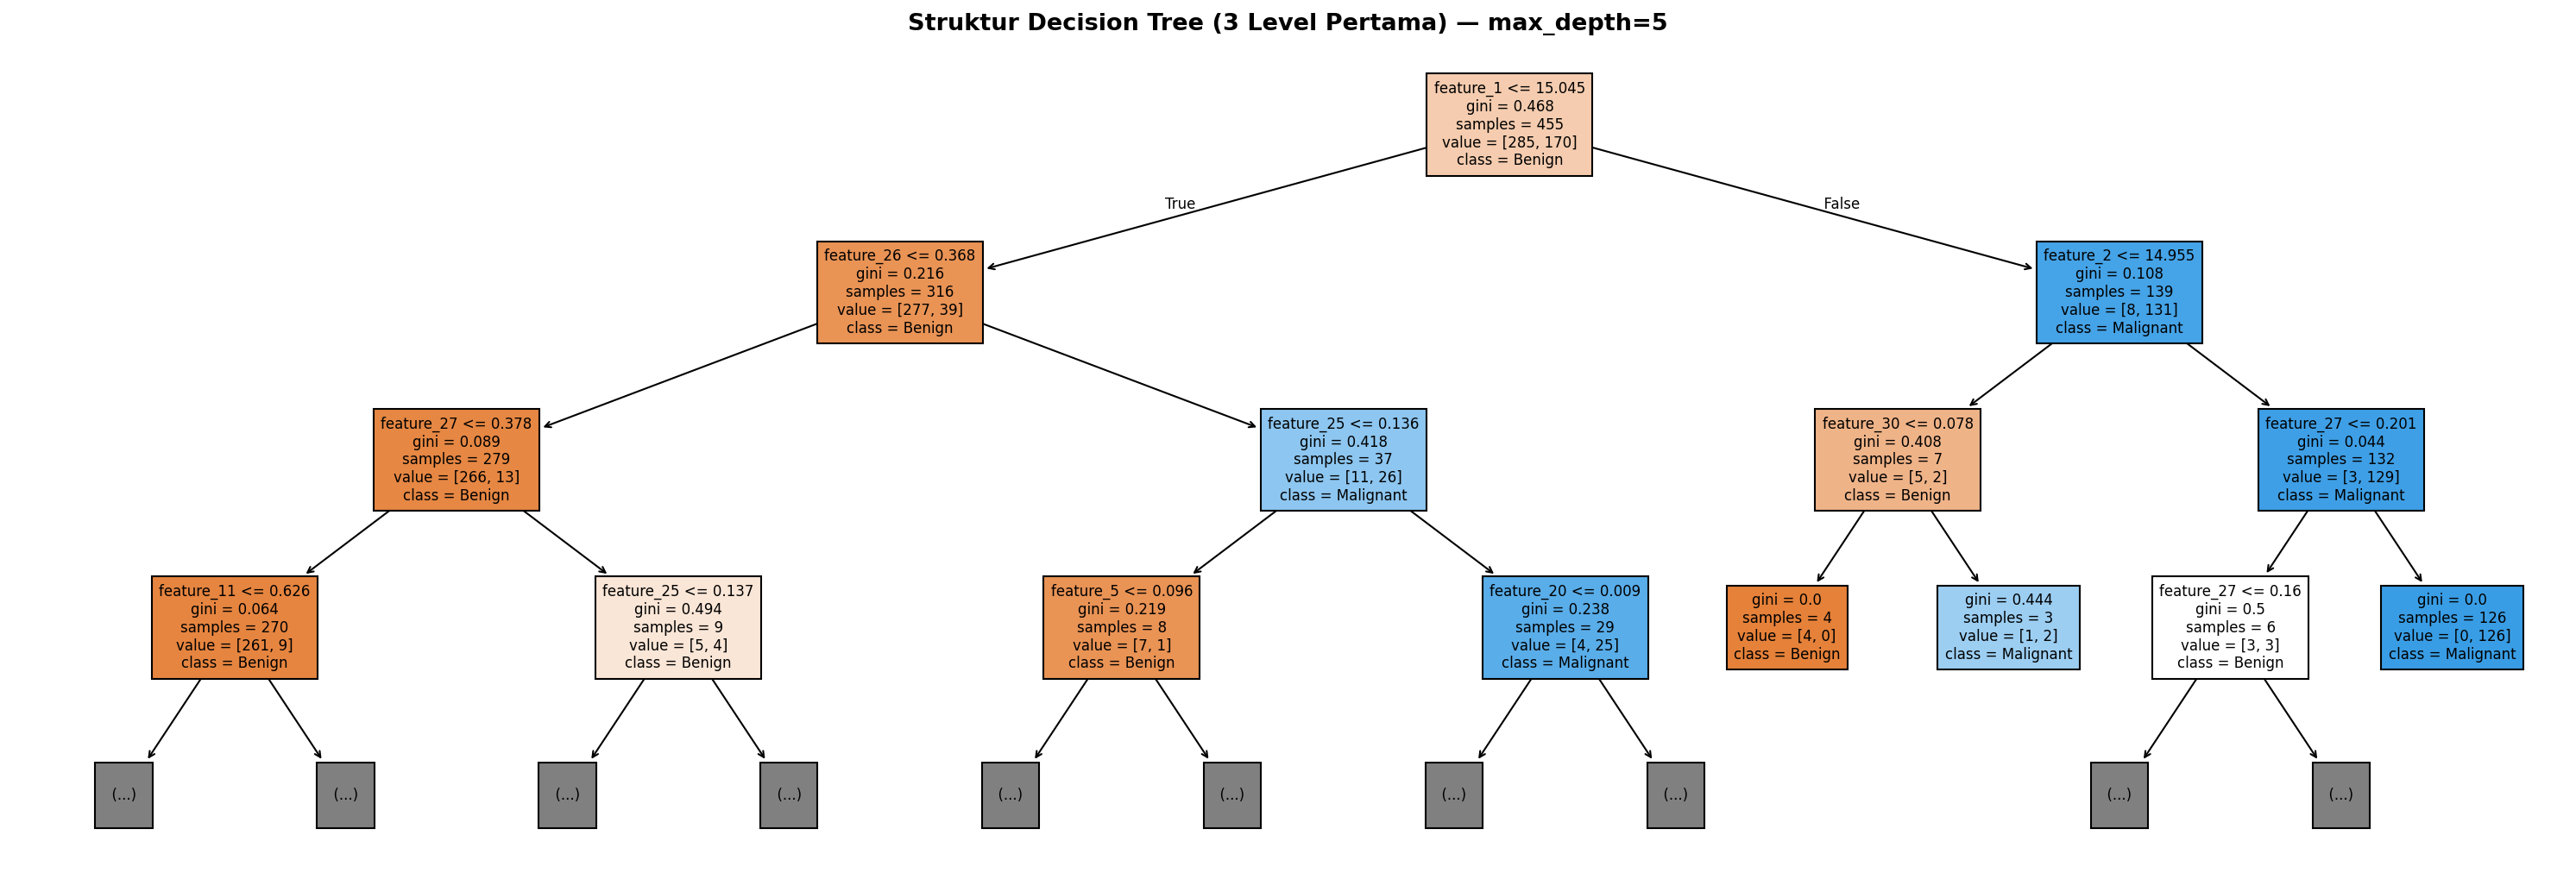 Struktur Decision Tree (3 Level Pertama) — max_depth=5
feature_1 <= 15.045
gini = 0.468
samples = 455
value = [285, 170]
class = Benign
True
False
feature_26 <= 0.368
gini = 0.216
samples = 316
value = [277, 39]
class = Benign
feature_2 <= 14.955
gini = 0.108
samples = 139
value = [8, 131]
class = Malignant
feature_27 <= 0.378
gini = 0.089
samples = 279
value = [266, 13]
class = Benign
feature_25 <= 0.136
gini = 0.418
samples = 37
value = [11, 26]
class = Malignant
feature_30 <= 0.078
gini = 0.408
samples = 7
value = [5, 2]
class = Benign
feature_27 <= 0.201
gini = 0.044
samples = 132
value = [3, 129]
class = Malignant
feature_11 <= 0.626
gini = 0.064
samples = 270
value = [261, 9]
class = Benign
feature_25 <= 0.137
gini = 0.494
samples = 9
value = [5, 4]
class = Benign
feature_5 <= 0.096
gini = 0.219
samples = 8
value = [7, 1]
class = Benign
feature_20 <= 0.009
gini = 0.238
samples = 29
value = [4, 25]
class = Malignant
gini = 0.0
samples = 4
value = [4, 0]
class = Benign
gini = 0.444
samples = 3
value = [1, 2]
class = Malignant
feature_27 <= 0.16
gini = 0.5
samples = 6
value = [3, 3]
class = Benign
gini = 0.0
samples = 126
value = [0, 126]
class = Malignant
(...)
(...)
(...)
(...)
(...)
(...)
(...)
(...)
(...)
(...)